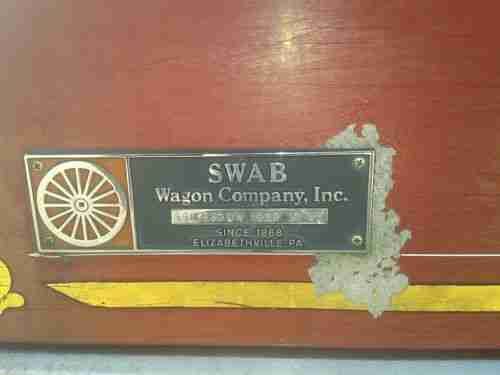 SWAB
Wagon Company, Inc.
SINCE 1868
ELIZABETHVILLE PA